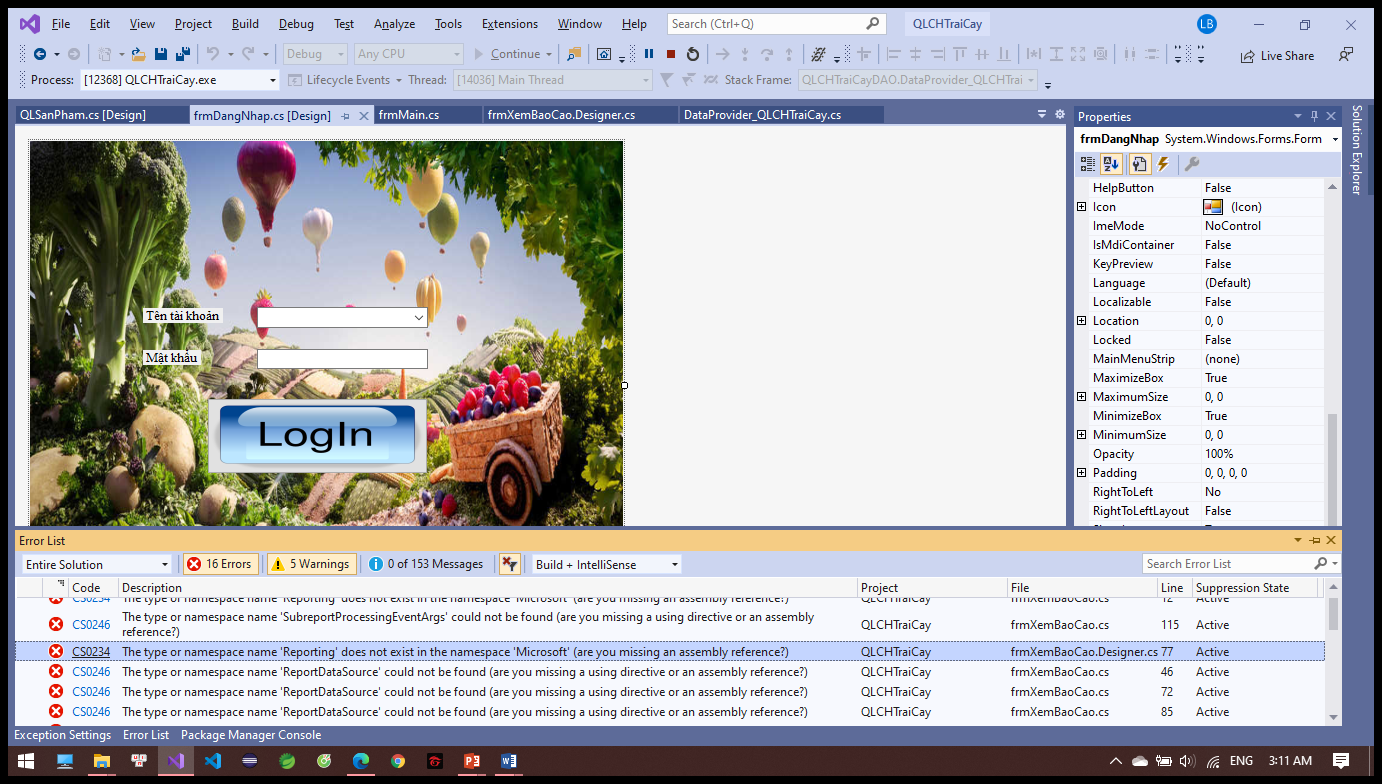 File Edit View Project Build Debug Test Analyze Tools Extensions Window Help Search (Ctrl+Q) QLCHTraiCay LB
Debug Any CPU Continue Live Share
Process: [12368] QLCHTraiCay.exe Lifecycle Events Thread: [14036] Main Thread Stack Frame: QLCHTraiCayDAO.DataProvider_QLCHTrai
QLSanPham.cs [Design] frmDangNhap.cs [Design] frmMain.cs frmXemBaoCao.Designer.cs DataProvider_QLCHTraiCay.cs
Tên tài khoản
Mật khẩu
LogIn
Properties
frmDangNhap System.Windows.Forms.Form
HelpButton False
Icon (Icon)
ImeMode NoControl
IsMdiContainer False
KeyPreview False
Language (Default)
Localizable False
Location 0, 0
Locked False
MainMenuStrip (none)
MaximizeBox True
MaximumSize 0, 0
MinimizeBox True
MinimumSize 0, 0
Opacity 100%
Padding 0, 0, 0, 0
RightToLeft No
RightToLeftLayout False
Solution Explorer
Error List
Entire Solution 16 Errors 5 Warnings 0 of 153 Messages Build + IntelliSense Search Error List
Code Description Project File Line Suppression State
CS0234 The type or namespace name 'Reporting' does not exist in the namespace 'Microsoft' (are you missing an assembly reference?) QLCHTraiCay frmXemBaoCao.cs 12 Active
CS0246 The type or namespace name 'SubreportProcessingEventArgs' could not be found (are you missing a using directive or an assembly reference?) QLCHTraiCay frmXemBaoCao.cs 115 Active
CS0234 The type or namespace name 'Reporting' does not exist in the namespace 'Microsoft' (are you missing an assembly reference?) QLCHTraiCay frmXemBaoCao.Designer.cs 77 Active
CS0246 The type or namespace name 'ReportDataSource' could not be found (are you missing a using directive or an assembly reference?) QLCHTraiCay frmXemBaoCao.cs 46 Active
CS0246 The type or namespace name 'ReportDataSource' could not be found (are you missing a using directive or an assembly reference?) QLCHTraiCay frmXemBaoCao.cs 72 Active
CS0246 The type or namespace name 'ReportDataSource' could not be found (are you missing a using directive or an assembly reference?) QLCHTraiCay frmXemBaoCao.cs 85 Active
Exception Settings Error List Package Manager Console
ENG 3:11 AM